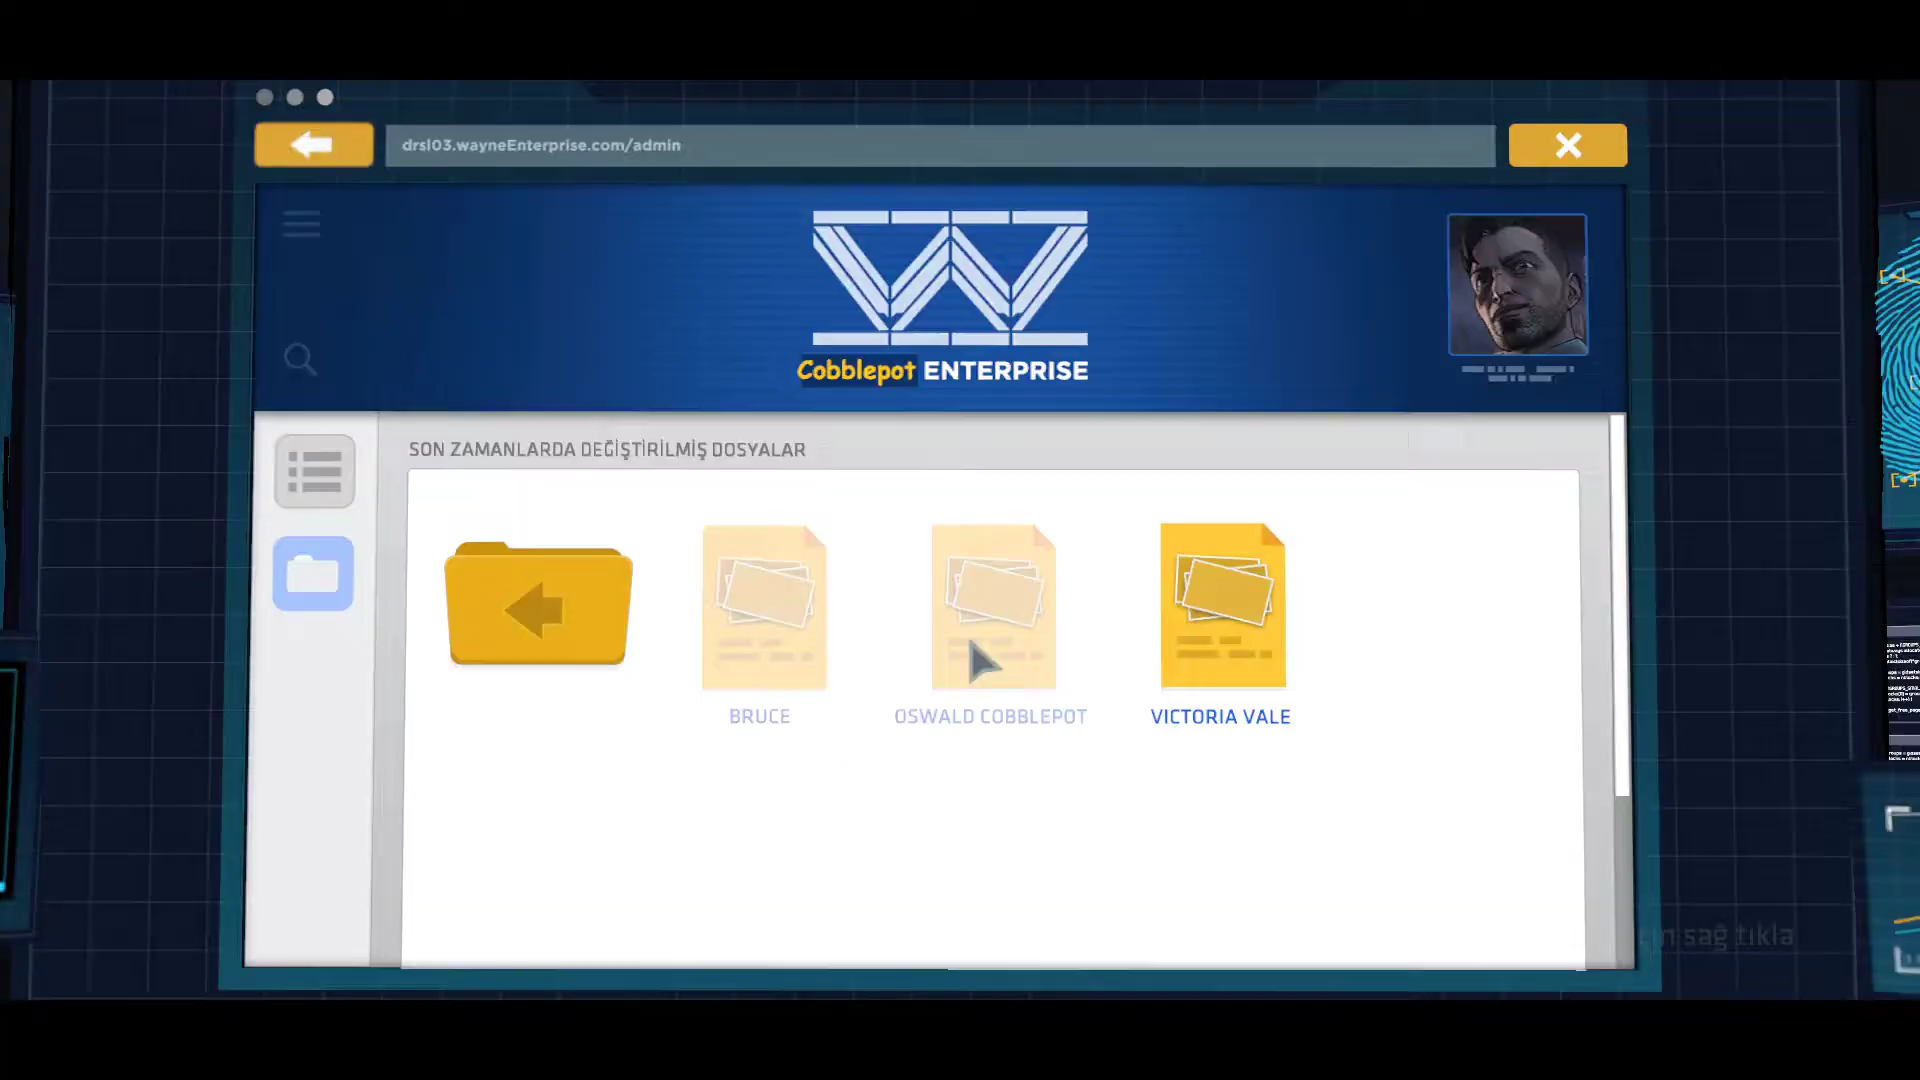 drsl03.wayneEnterprise.com/admin
Cobblepot ENTERPRISE
SON ZAMANLARDA DEĞİŞTİRİLMİŞ DOSYALAR
BRUCE
OSWALD COBBLEPOT
VICTORIA VALE
sağ tıkla